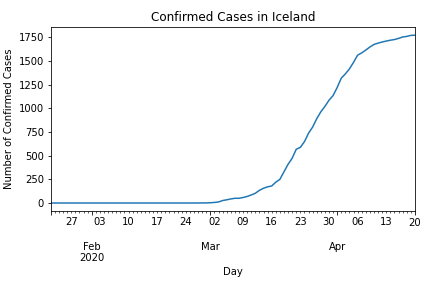 Confirmed Cases in Iceland
Number of Confirmed Cases
1750
1500
1250
1000
750
500
250
0
27 03 10 17 24 02 09 16 23 30 06 13 20
Feb Mar Apr
2020
Day